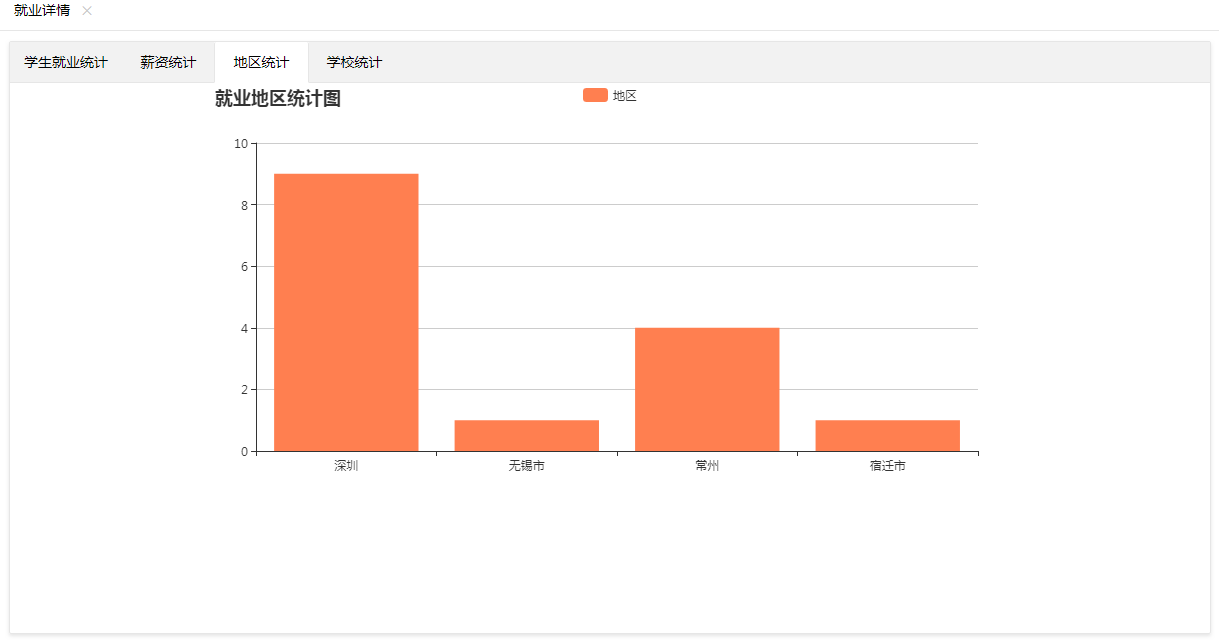 就业详情 ×
学生就业统计 薪资统计 地区统计 学校统计
就业地区统计图
地区
10
8
6
4
2
0
深圳 无锡市 常州 宿迁市